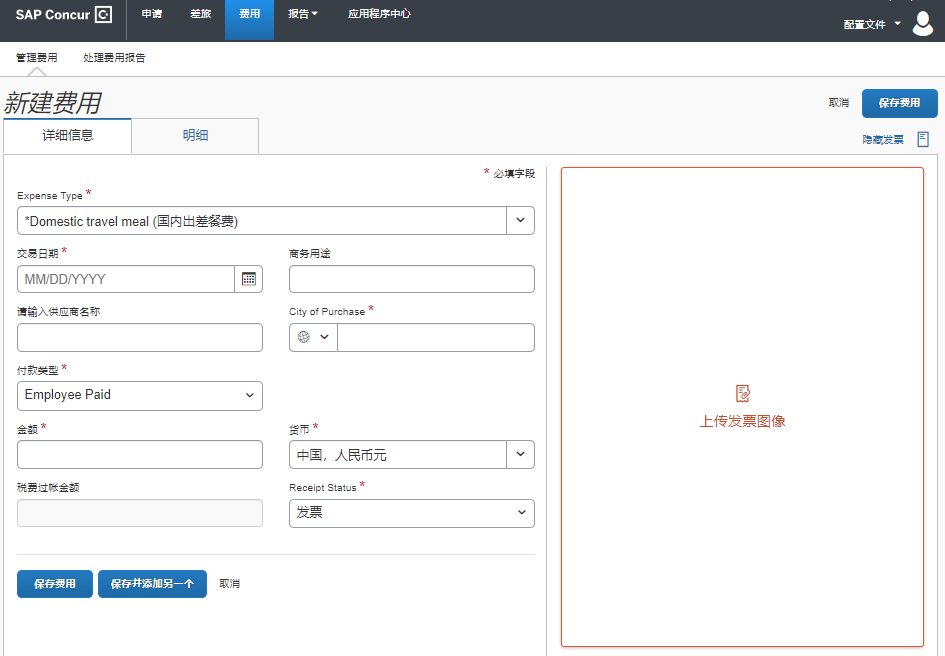 SAP Concur C 申请 差旅 费用 报告 应用程序中心 配置文件
管理费用 处理费用报告
新建费用
取消 保存费用
详细信息 明细
隐藏发票
* 必填字段
Expense Type *
*Domestic travel meal (国内出差餐费)
交易日期 * 商务用途
MM/DD/YYYY
请输入供应商名称 City of Purchase *
付款类型 *
Employee Paid
上传发票图像
金额 * 货币 *
中国，人民币元
税费过帐金额 Receipt Status *
发票
保存费用 保存并添加另一个 取消